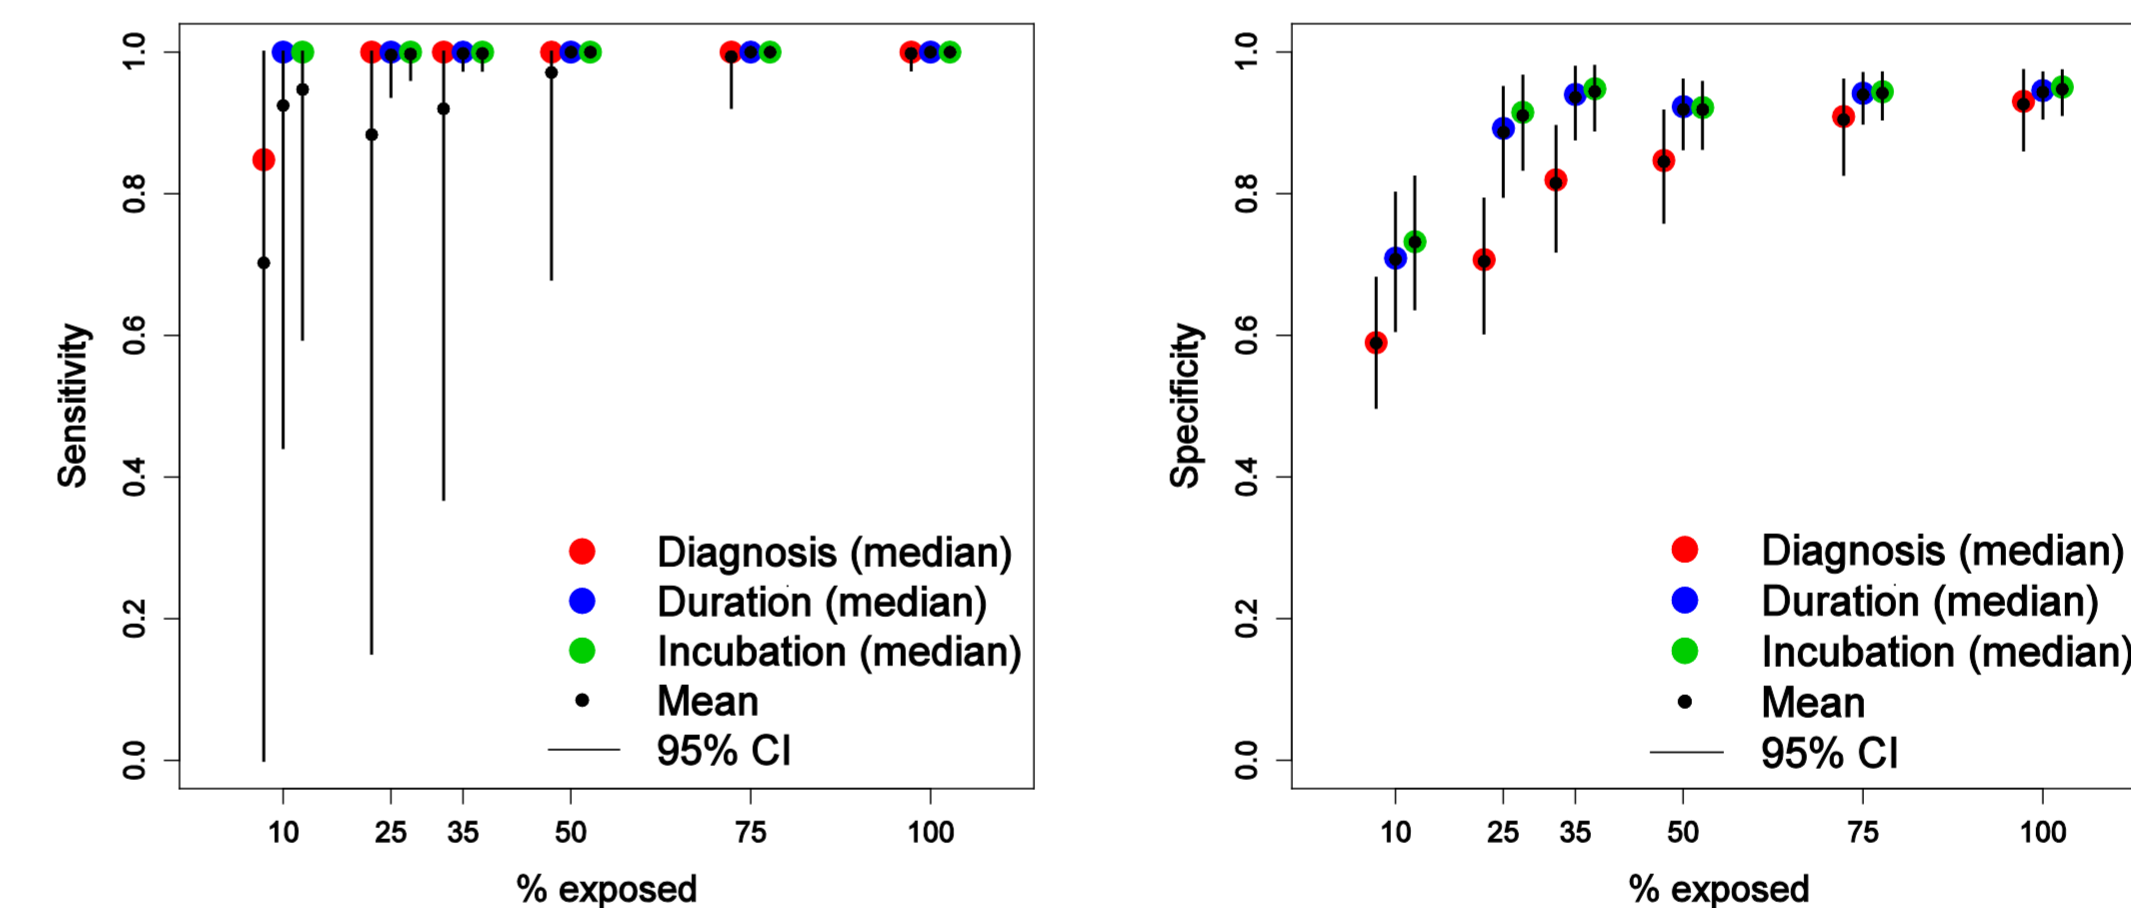 Sensitivity
1.0
0.8
0.6
0.4
0.2
0.0
Diagnosis (median)
Duration (median)
Incubation (median)
Mean
95% CI
10 25 35 50 75 100
% exposed
Specificity
1.0
0.8
0.6
0.4
0.2
0.0
Diagnosis (median)
Duration (median)
Incubation (median)
Mean
95% CI
10 25 35 50 75 100
% exposed